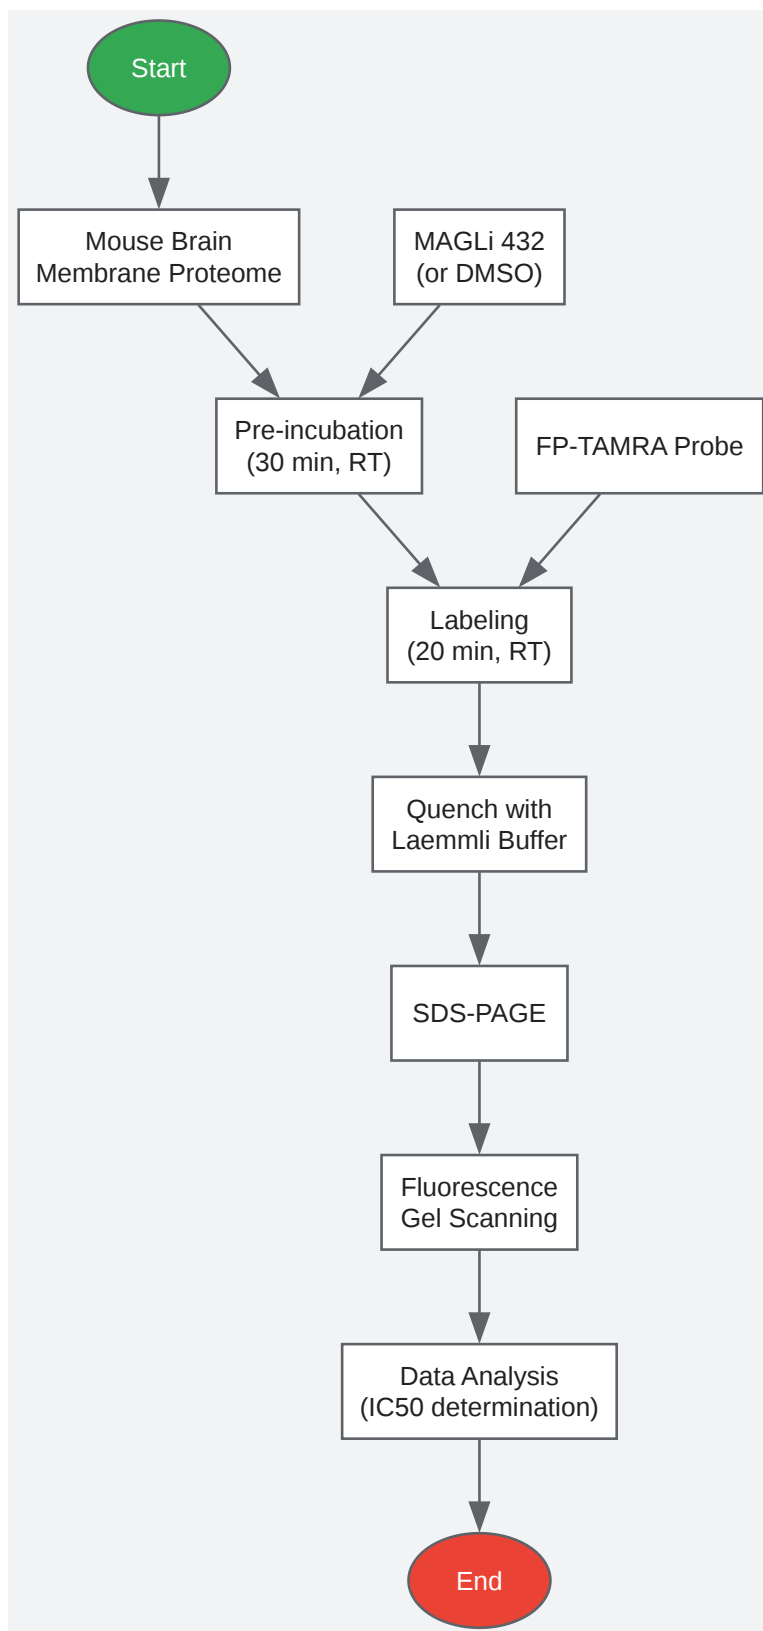 Start
Mouse Brain
Membrane Proteome
MAGLi 432
(or DMSO)
Pre-incubation
(30 min, RT)
FP-TAMRA Probe
Labeling
(20 min, RT)
Quench with
Laemmli Buffer
SDS-PAGE
Fluorescence
Gel Scanning
Data Analysis
(IC50 determination)
End